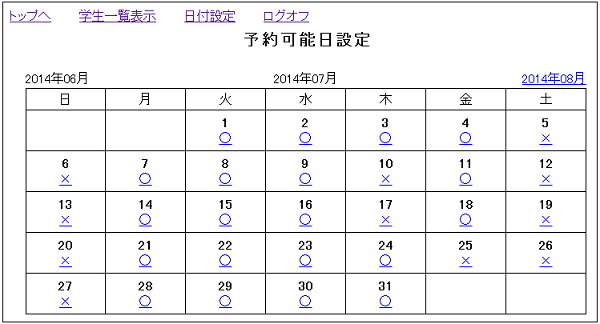 トップへ 学生一覧表示 日付設定 ログオフ
予約可能日設定
2014年06月 2014年07月 2014年08月
日 月 火 水 木 金 土
1 2 3 4 5
○ ○ ○ ○ ×
6 7 8 9 10 11 12
× ○ ○ ○ × ○ ×
13 14 15 16 17 18 19
× ○ ○ ○ × ○ ×
20 21 22 23 24 25 26
× ○ ○ ○ ○ × ×
27 28 29 30 31
× ○ ○ ○ ○